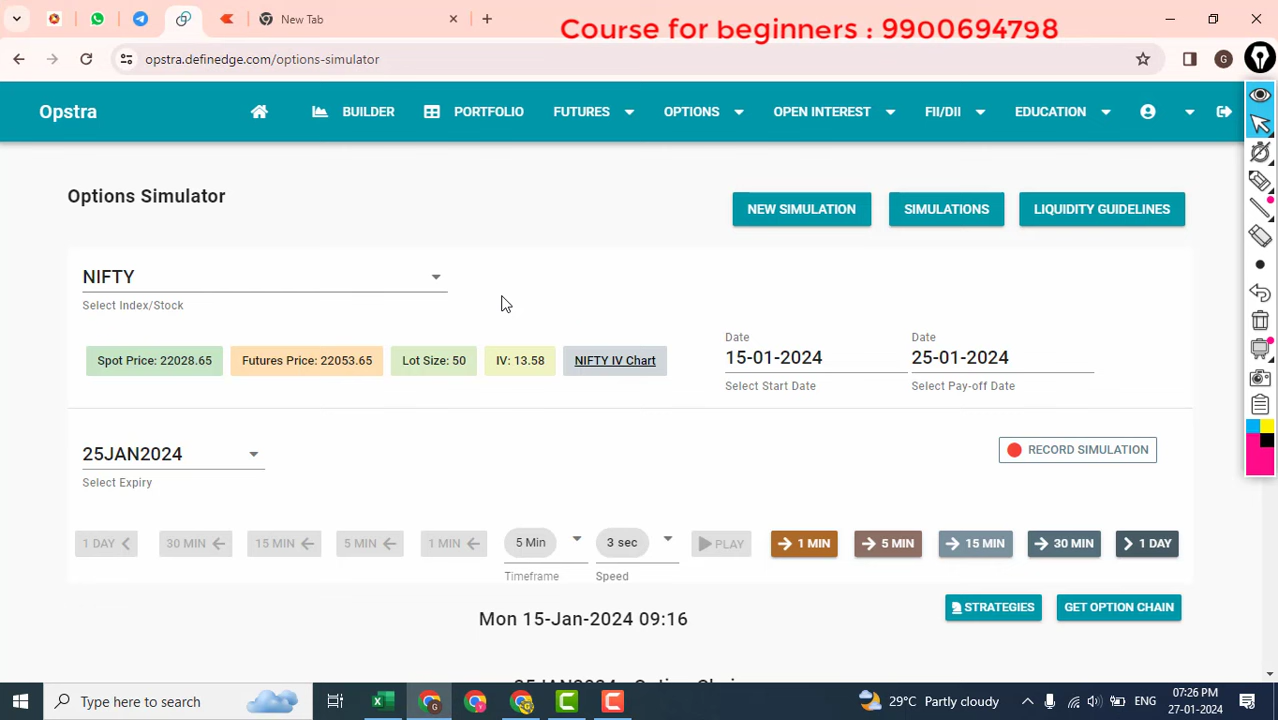 New Tab
Course for beginners : 9900694798
opstra.definedge.com/options-simulator
G
Opstra
BUILDER
PORTFOLIO
FUTURES
OPTIONS
OPEN INTEREST
FII/DII
EDUCATION
Options Simulator
NEW SIMULATION
SIMULATIONS
LIQUIDITY GUIDELINES
NIFTY
Select Index/Stock
Spot Price: 22028.65
Futures Price: 22053.65
Lot Size: 50
IV: 13.58
NIFTY IV Chart
Date
15-01-2024
Select Start Date
Date
25-01-2024
Select Pay-off Date
25JAN2024
Select Expiry
RECORD SIMULATION
1 DAY
30 MIN
15 MIN
5 MIN
1 MIN
5 Min
Timeframe
3 sec
Speed
PLAY
1 MIN
5 MIN
15 MIN
30 MIN
1 DAY
Mon 15-Jan-2024 09:16
STRATEGIES
GET OPTION CHAIN
Type here to search
29°C Partly cloudy
ENG
07:26 PM
27-01-2024